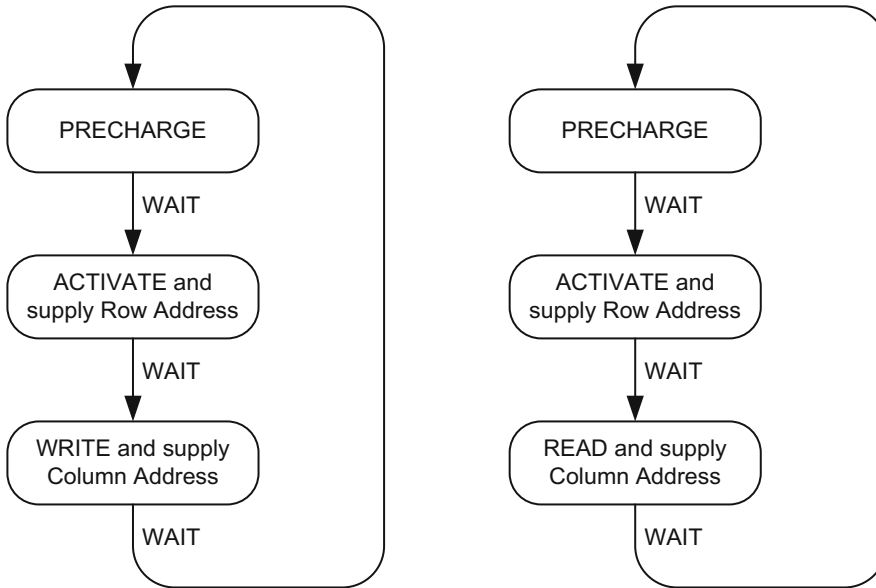 PRECHARGE
WAIT
ACTIVATE and
supply Row Address
WAIT
WRITE and supply
Column Address
WAIT
PRECHARGE
WAIT
ACTIVATE and
supply Row Address
WAIT
READ and supply
Column Address
WAIT